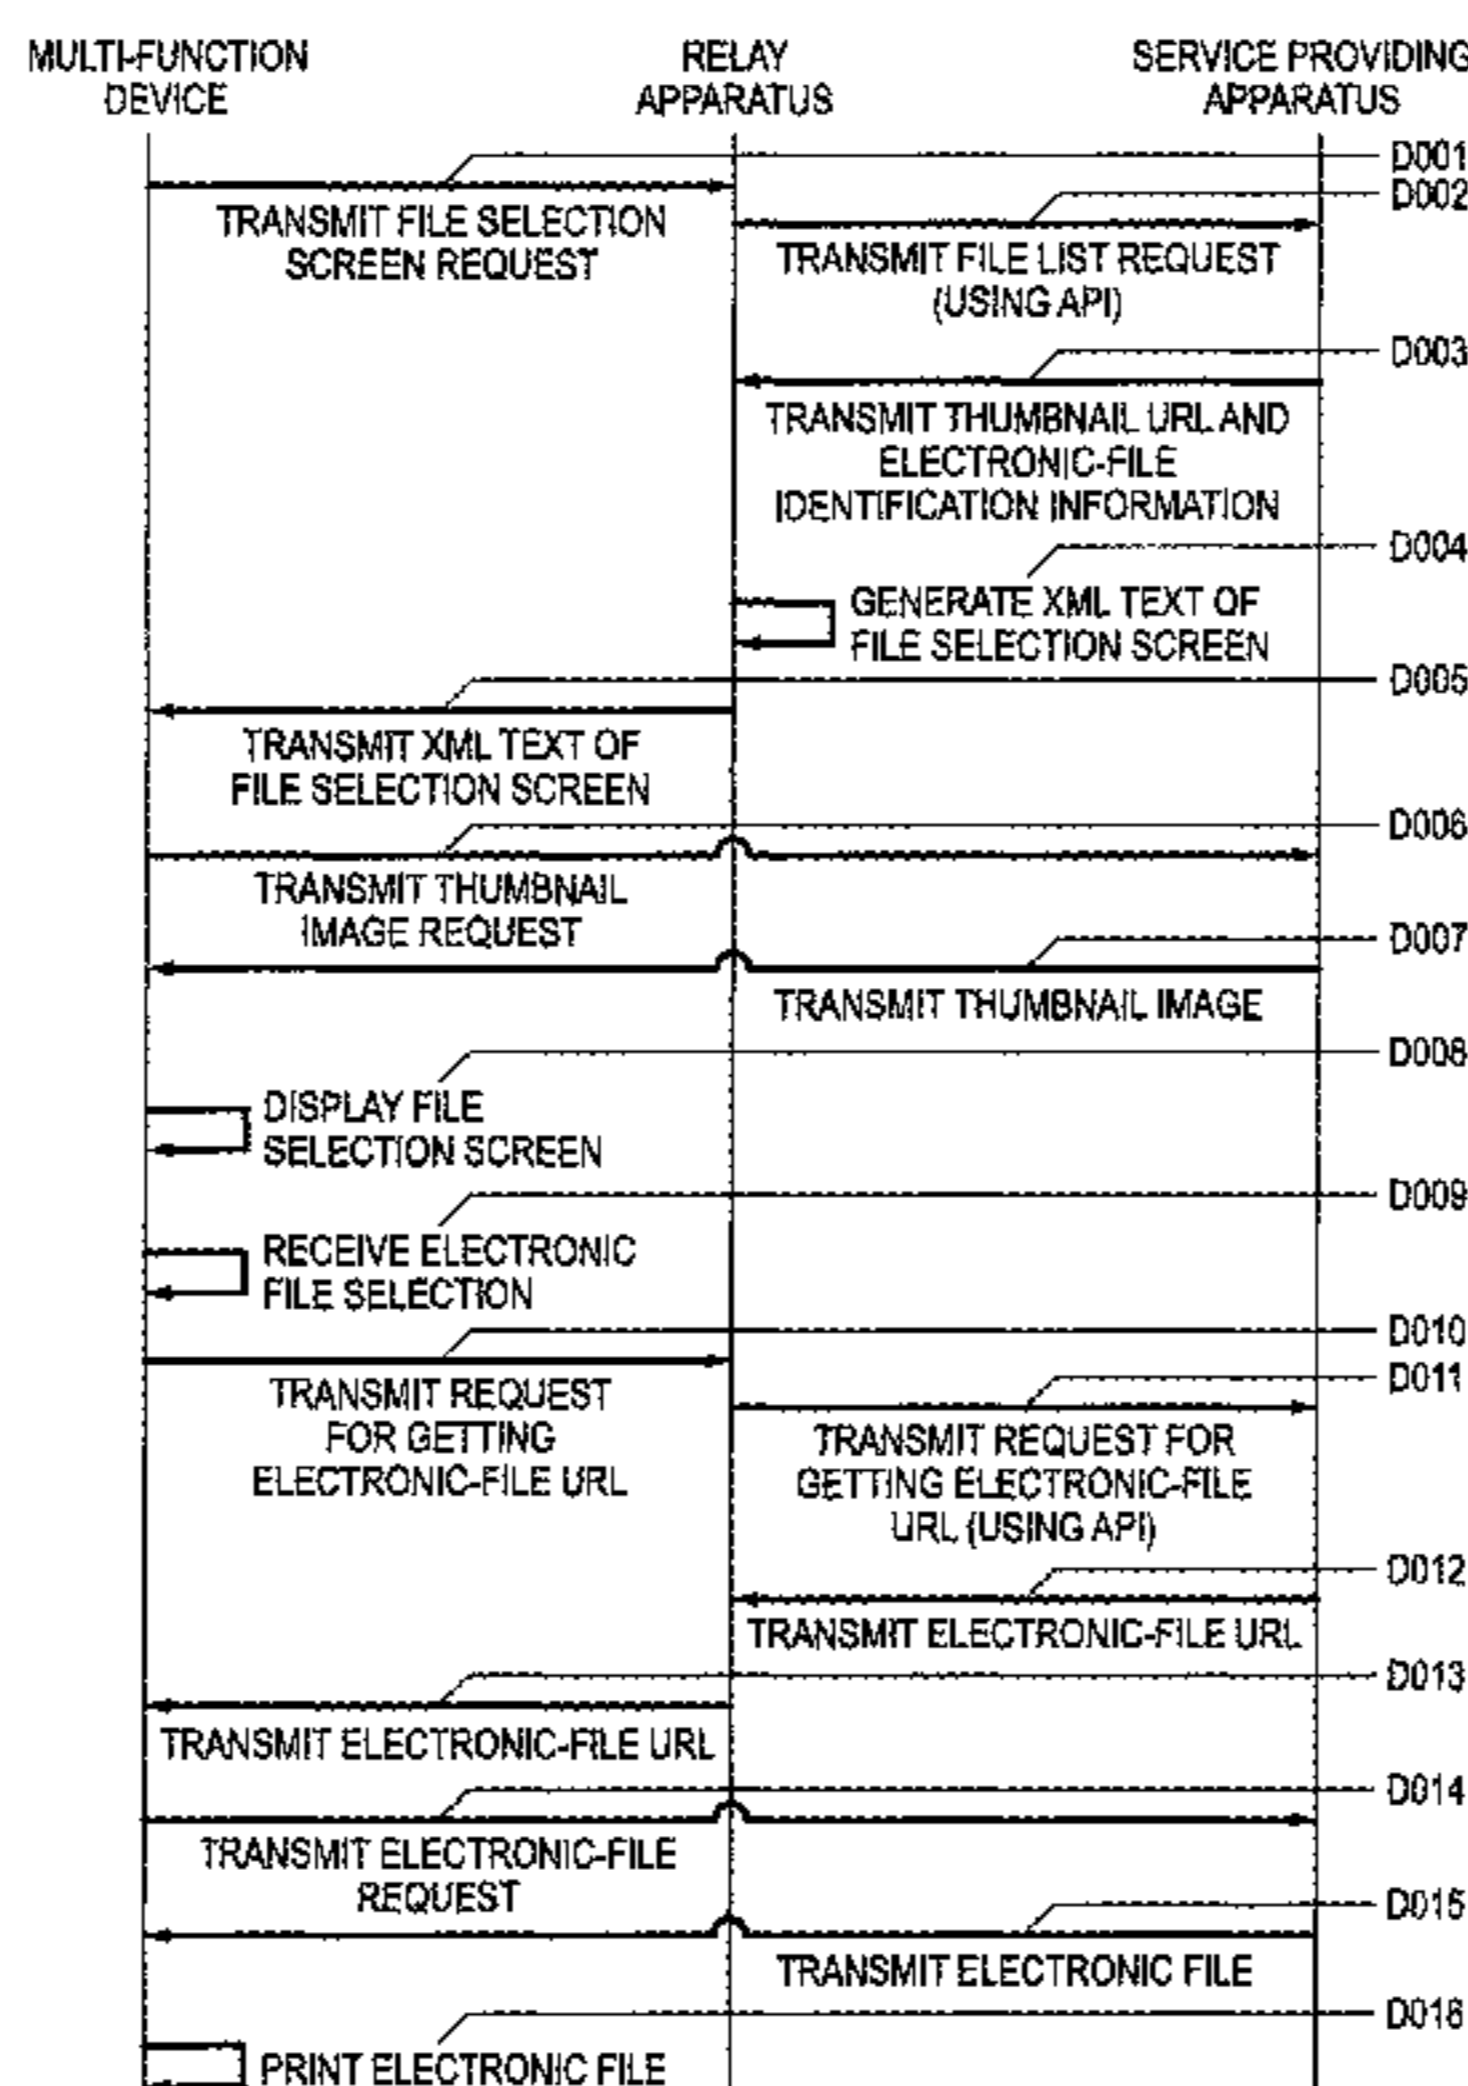 MULTI-FUNCTION
DEVICE
RELAY
APPARATUS
SERVICE PROVIDING
APPARATUS
D001
TRANSMIT FILE SELECTION
SCREEN REQUEST
D002
TRANSMIT FILE LIST REQUEST
(USING API)
D003
TRANSMIT THUMBNAIL URL AND
ELECTRONIC-FILE
IDENTIFICATION INFORMATION
D004
GENERATE XML TEXT OF
FILE SELECTION SCREEN
D005
TRANSMIT XML TEXT OF
FILE SELECTION SCREEN
D006
TRANSMIT THUMBNAIL
IMAGE REQUEST
D007
TRANSMIT THUMBNAIL IMAGE
D008
DISPLAY FILE
SELECTION SCREEN
D009
RECEIVE ELECTRONIC
FILE SELECTION
D010
TRANSMIT REQUEST
FOR GETTING
ELECTRONIC-FILE URL
D011
TRANSMIT REQUEST FOR
GETTING ELECTRONIC-FILE
URL (USING API)
D012
TRANSMIT ELECTRONIC-FILE URL
D013
TRANSMIT ELECTRONIC-FILE URL
D014
TRANSMIT ELECTRONIC-FILE
REQUEST
D015
TRANSMIT ELECTRONIC FILE
D016
PRINT ELECTRONIC FILE